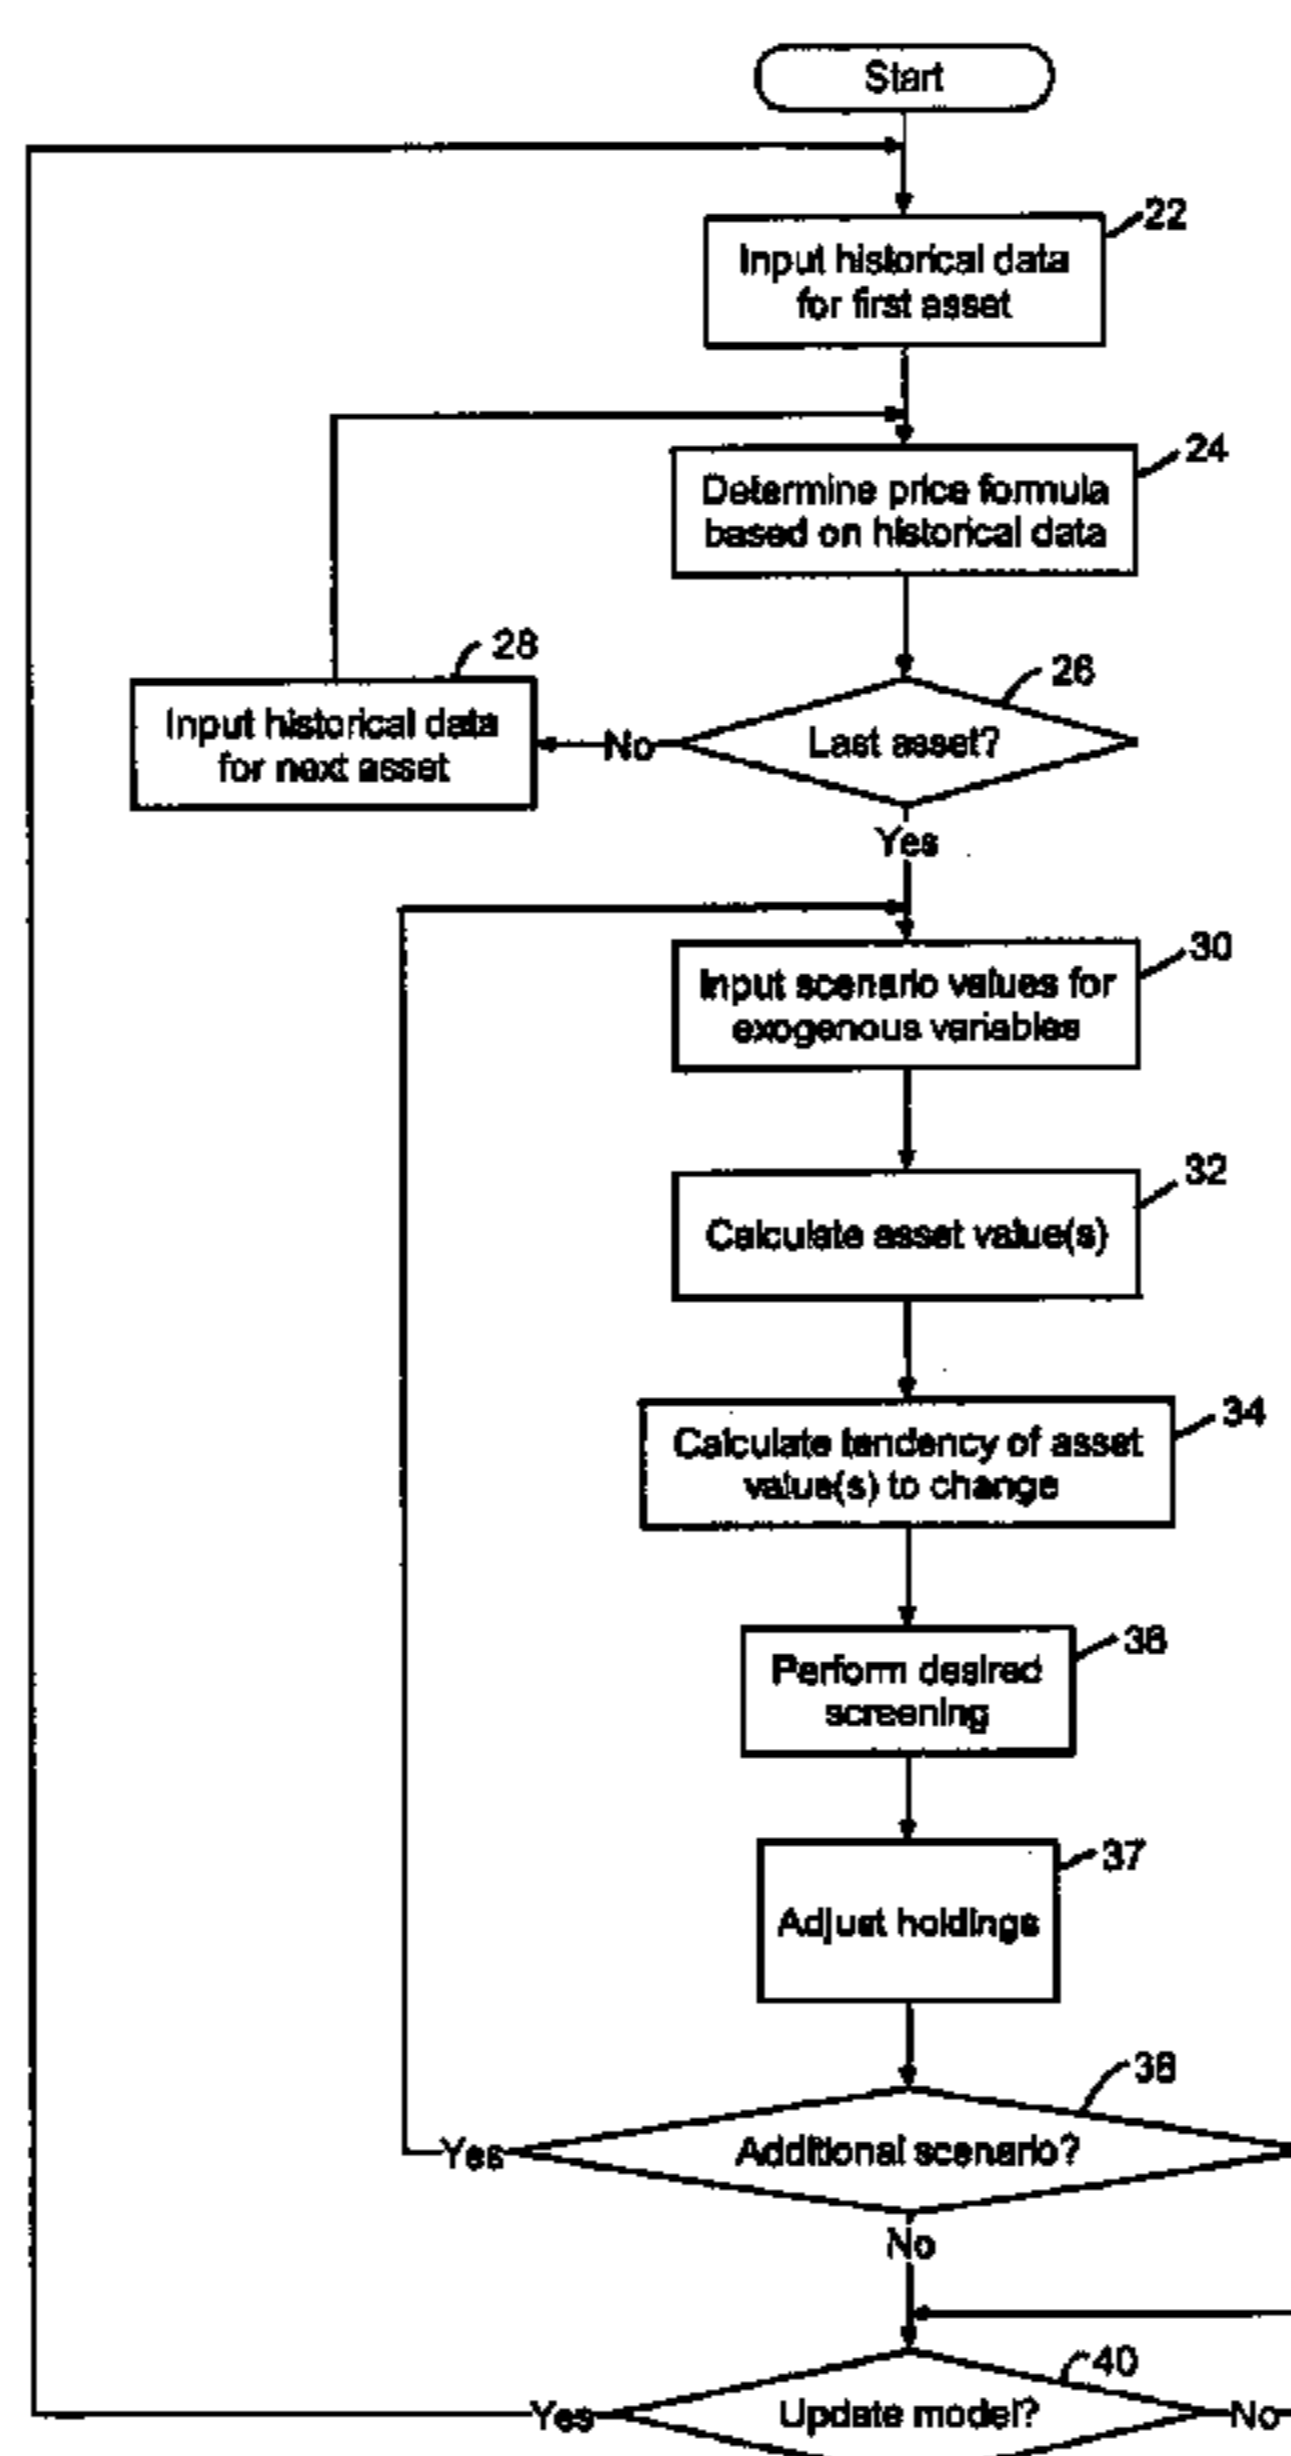 Start
22
Input historical data
for first asset
24
Determine price formula
based on historical data
28
Input historical data
for next asset
No
26
Last asset?
Yes
30
Input scenario values for
exogenous variables
32
Calculate asset value(s)
34
Calculate tendency of asset
value(s) to change
36
Perform desired
screening
37
Adjust holdings
38
Additional scenario?
Yes
No
40
Update model?
Yes
No